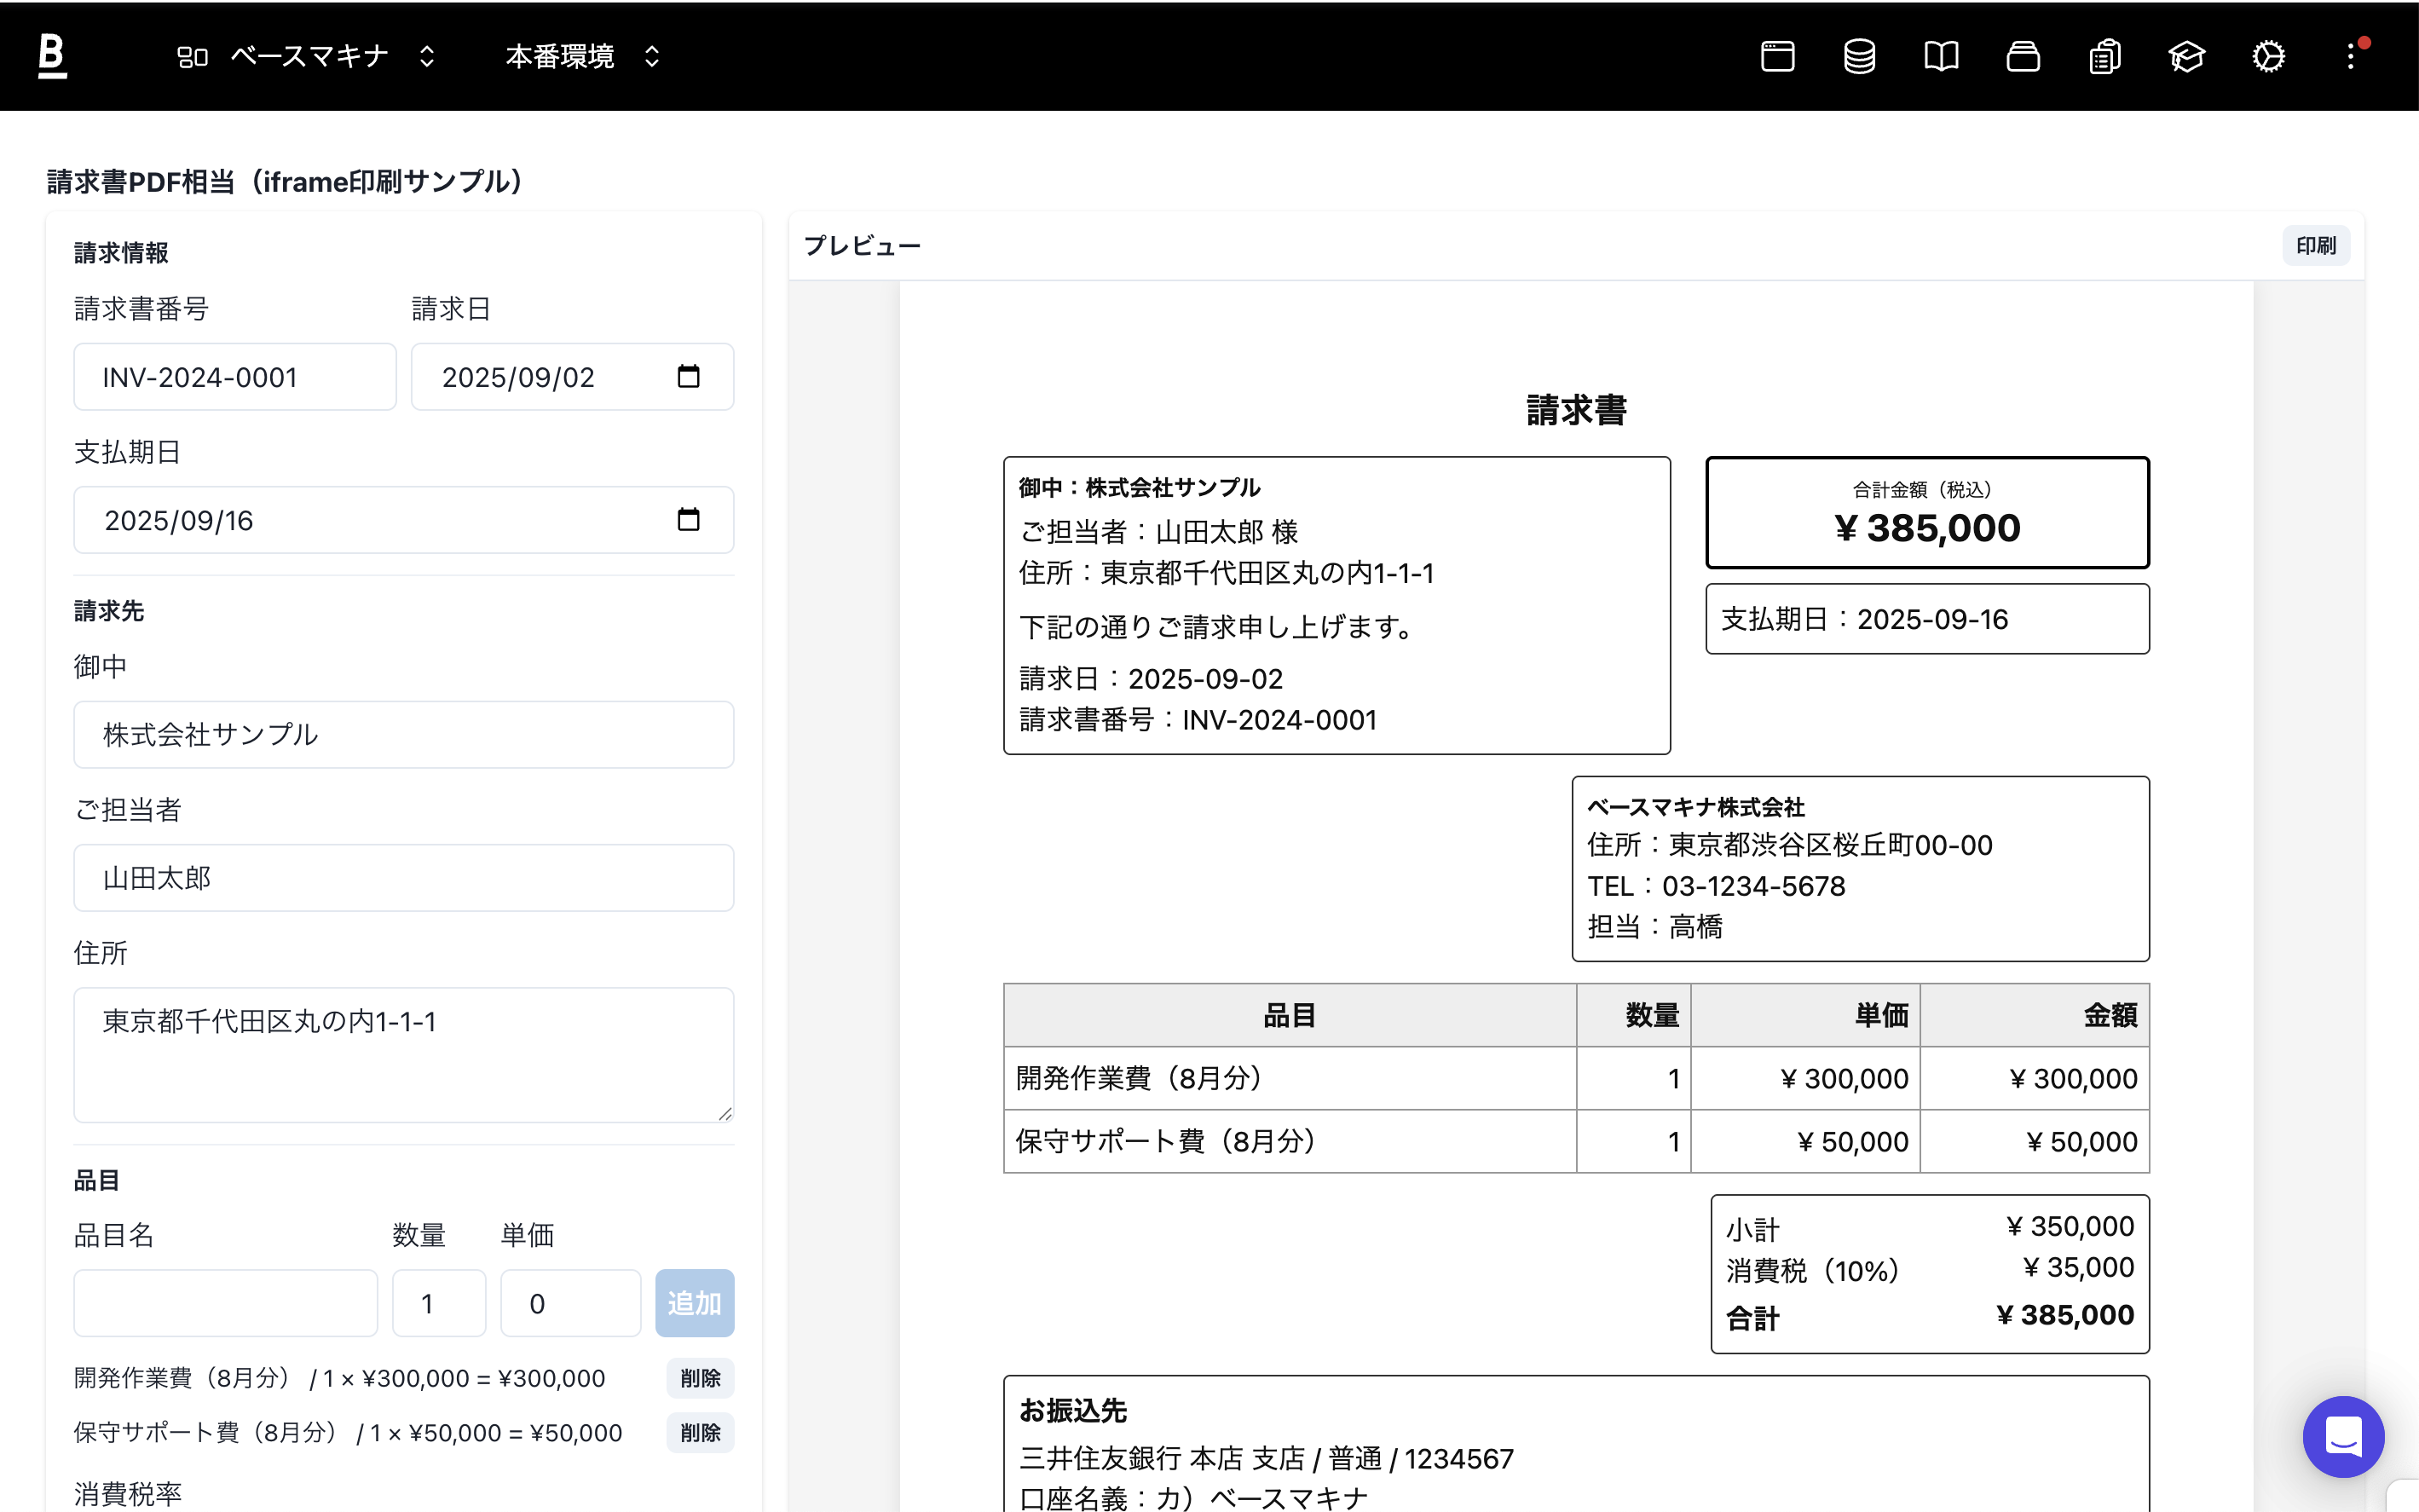 B ベースマキナ 本番環境
請求書PDF相当（iframe印刷サンプル）
請求情報
請求書番号 請求日
INV-2024-0001 2025/09/02
支払期日
2025/09/16
請求先
御中
株式会社サンプル
ご担当者
山田太郎
住所
東京都千代田区丸の内1-1-1
品目
品目名 数量 単価
1 0 追加
開発作業費（8月分） / 1 × ¥300,000 = ¥300,000 削除
保守サポート費（8月分） / 1 × ¥50,000 = ¥50,000 削除
消費税率
プレビュー 印刷
請求書
御中：株式会社サンプル
ご担当者：山田太郎 様
住所：東京都千代田区丸の内1-1-1
下記の通りご請求申し上げます。
請求日：2025-09-02
請求書番号：INV-2024-0001
合計金額（税込）
¥ 385,000
支払期日：2025-09-16
ベースマキナ株式会社
住所：東京都渋谷区桜丘町00-00
TEL：03-1234-5678
担当：高橋
品目 数量 単価 金額
開発作業費（8月分） 1 ¥ 300,000 ¥ 300,000
保守サポート費（8月分） 1 ¥ 50,000 ¥ 50,000
小計 ¥ 350,000
消費税（10%） ¥ 35,000
合計 ¥ 385,000
お振込先
三井住友銀行 本店 支店 / 普通 / 1234567
口座名義：カ）ベースマキナ